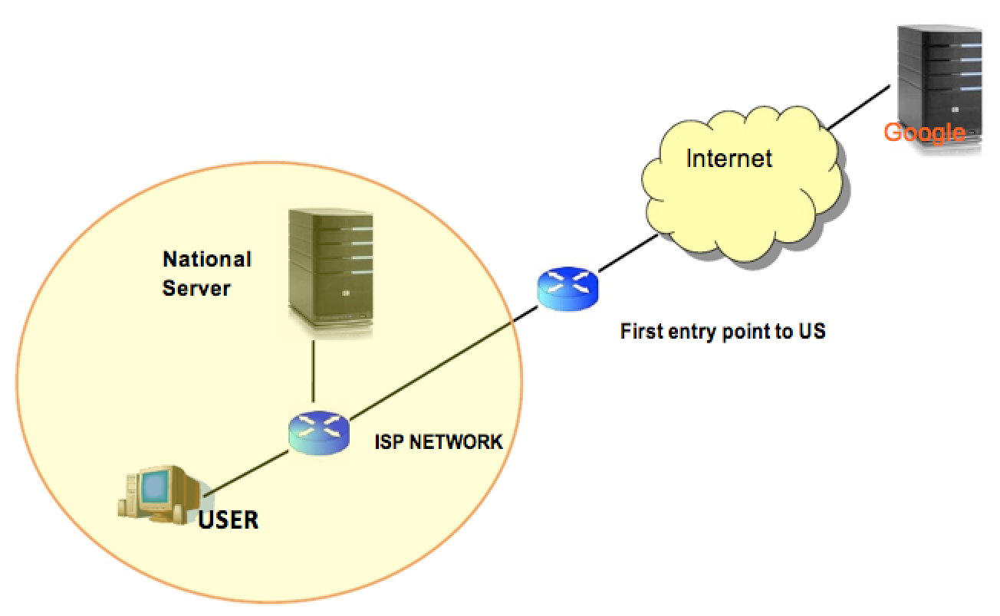 Google
Internet
National
Server
First entry point to US
ISP NETWORK
USER